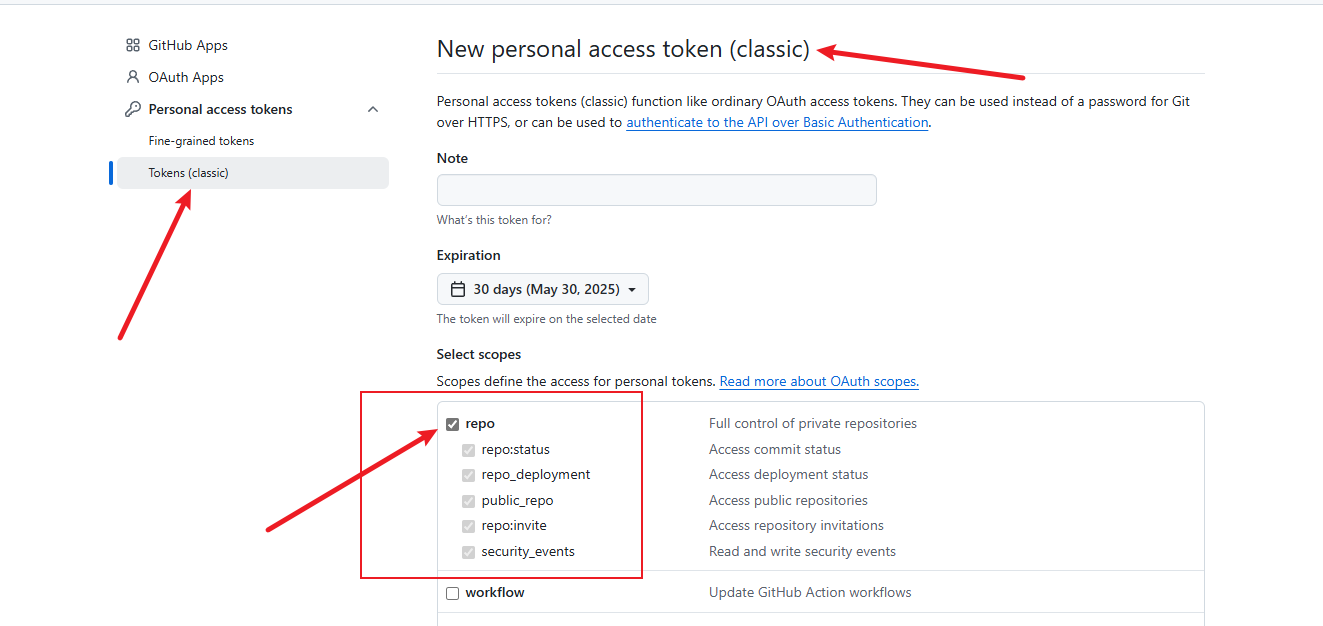 GitHub Apps
OAuth Apps
Personal access tokens
Fine-grained tokens
Tokens (classic)
New personal access token (classic)
Personal access tokens (classic) function like ordinary OAuth access tokens. They can be used instead of a password for Git
over HTTPS, or can be used to authenticate to the API over Basic Authentication.
Note
What's this token for?
Expiration
30 days (May 30, 2025)
The token will expire on the selected date
Select scopes
Scopes define the access for personal tokens. Read more about OAuth scopes.
repo Full control of private repositories
repo:status Access commit status
repo_deployment Access deployment status
public_repo Access public repositories
repo:invite Access repository invitations
security_events Read and write security events
workflow Update GitHub Action workflows